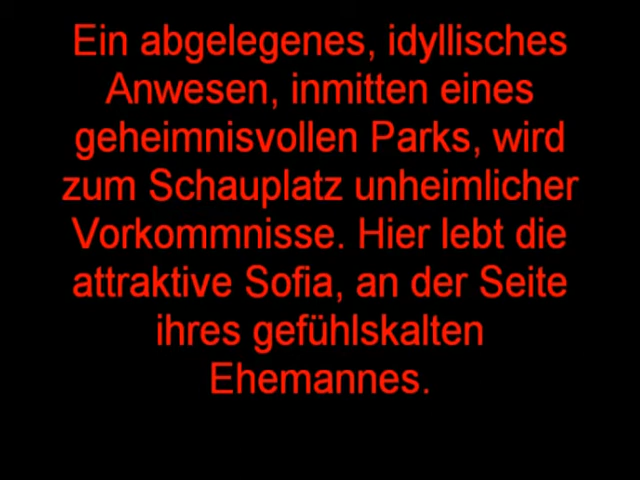 Ein abgelegenes, idyllisches
Anwesen, inmitten eines
geheimnisvollen Parks, wird
zum Schauplatz unheimlicher
Vorkommnisse. Hier lebt die
attraktive Sofia, an der Seite
ihres gefühlskalten
Ehemannes.